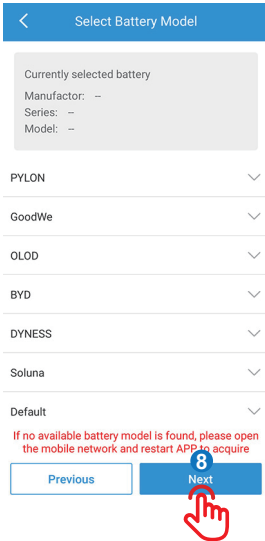 Select Battery Model
Currently selected battery
Manufactor: --
Series: --
Model: --
PYLON
GoodWe
OLOD
BYD
DYNESS
Soluna
Default
If no available battery model is found, please open
the mobile network and restart APP to acquire
8
Previous
Next